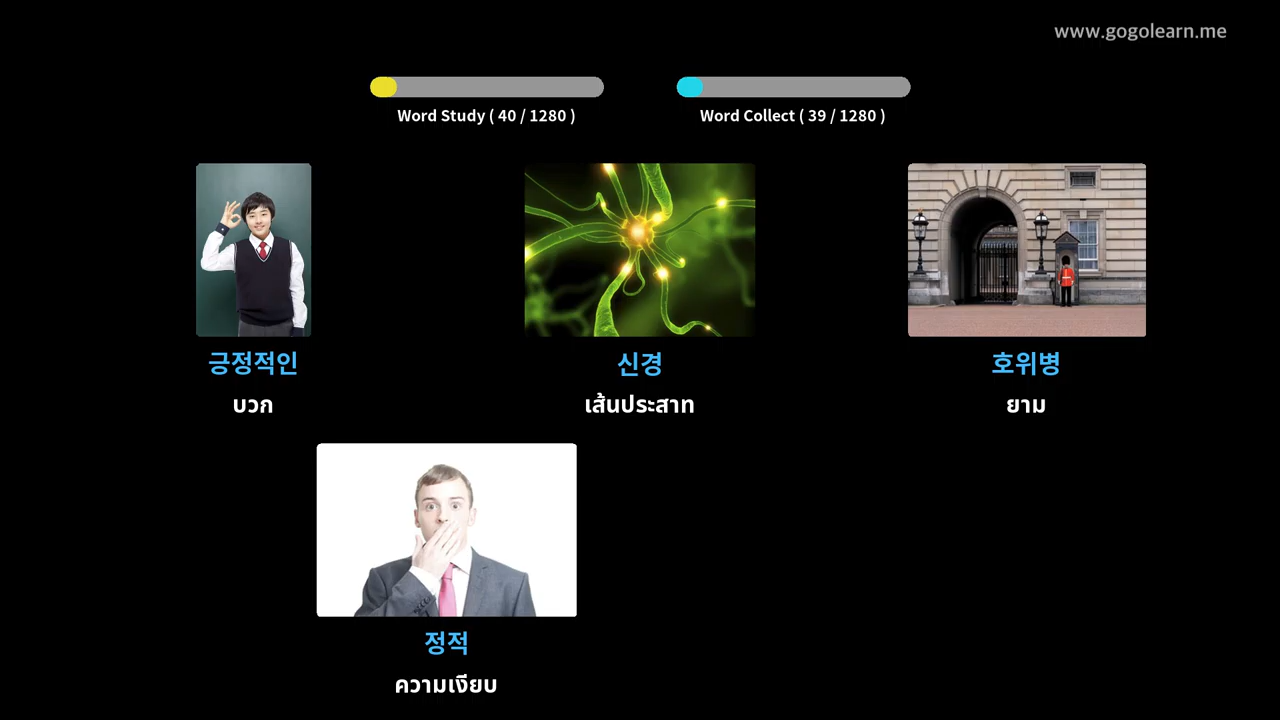 www.gogolearn.me
Word Study ( 40 / 1280 )
Word Collect ( 39 / 1280 )
긍정적인
บวก
신경
เส้นประสาท
호위병
ยาม
정적
ความเงียบ